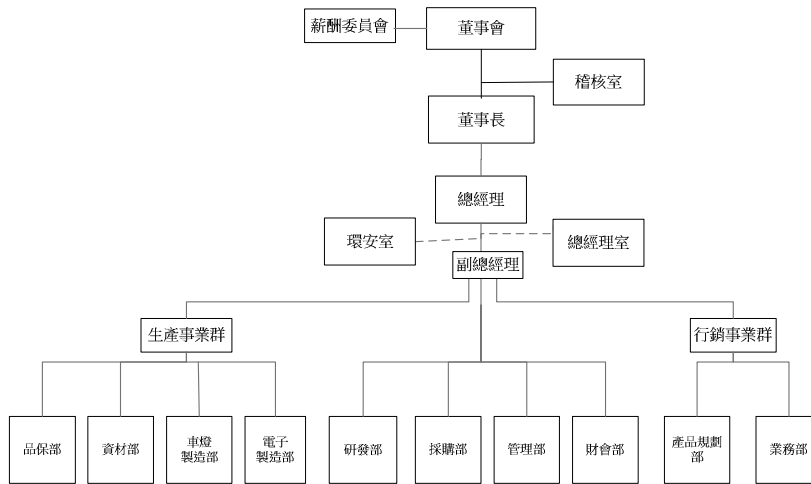 薪酬委員會
董事會
稽核室
董事長
總經理
環安室
總經理室
副總經理
生產事業群
行銷事業群
品保部
資材部
車燈
製造部
電子
製造部
研發部
採購部
管理部
財會部
產品規劃
部
業務部